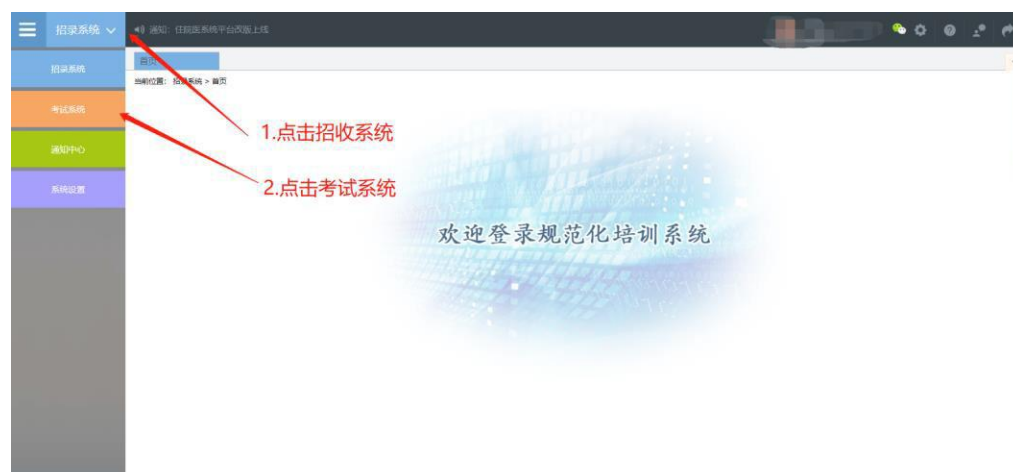 招录系统
通知：住院医系统平台改版上线
招录系统
首页
当前位置：招录系统 > 首页
考试系统
1.点击招收系统
通知中心
2.点击考试系统
系统设置
欢迎登录规范化培训系统